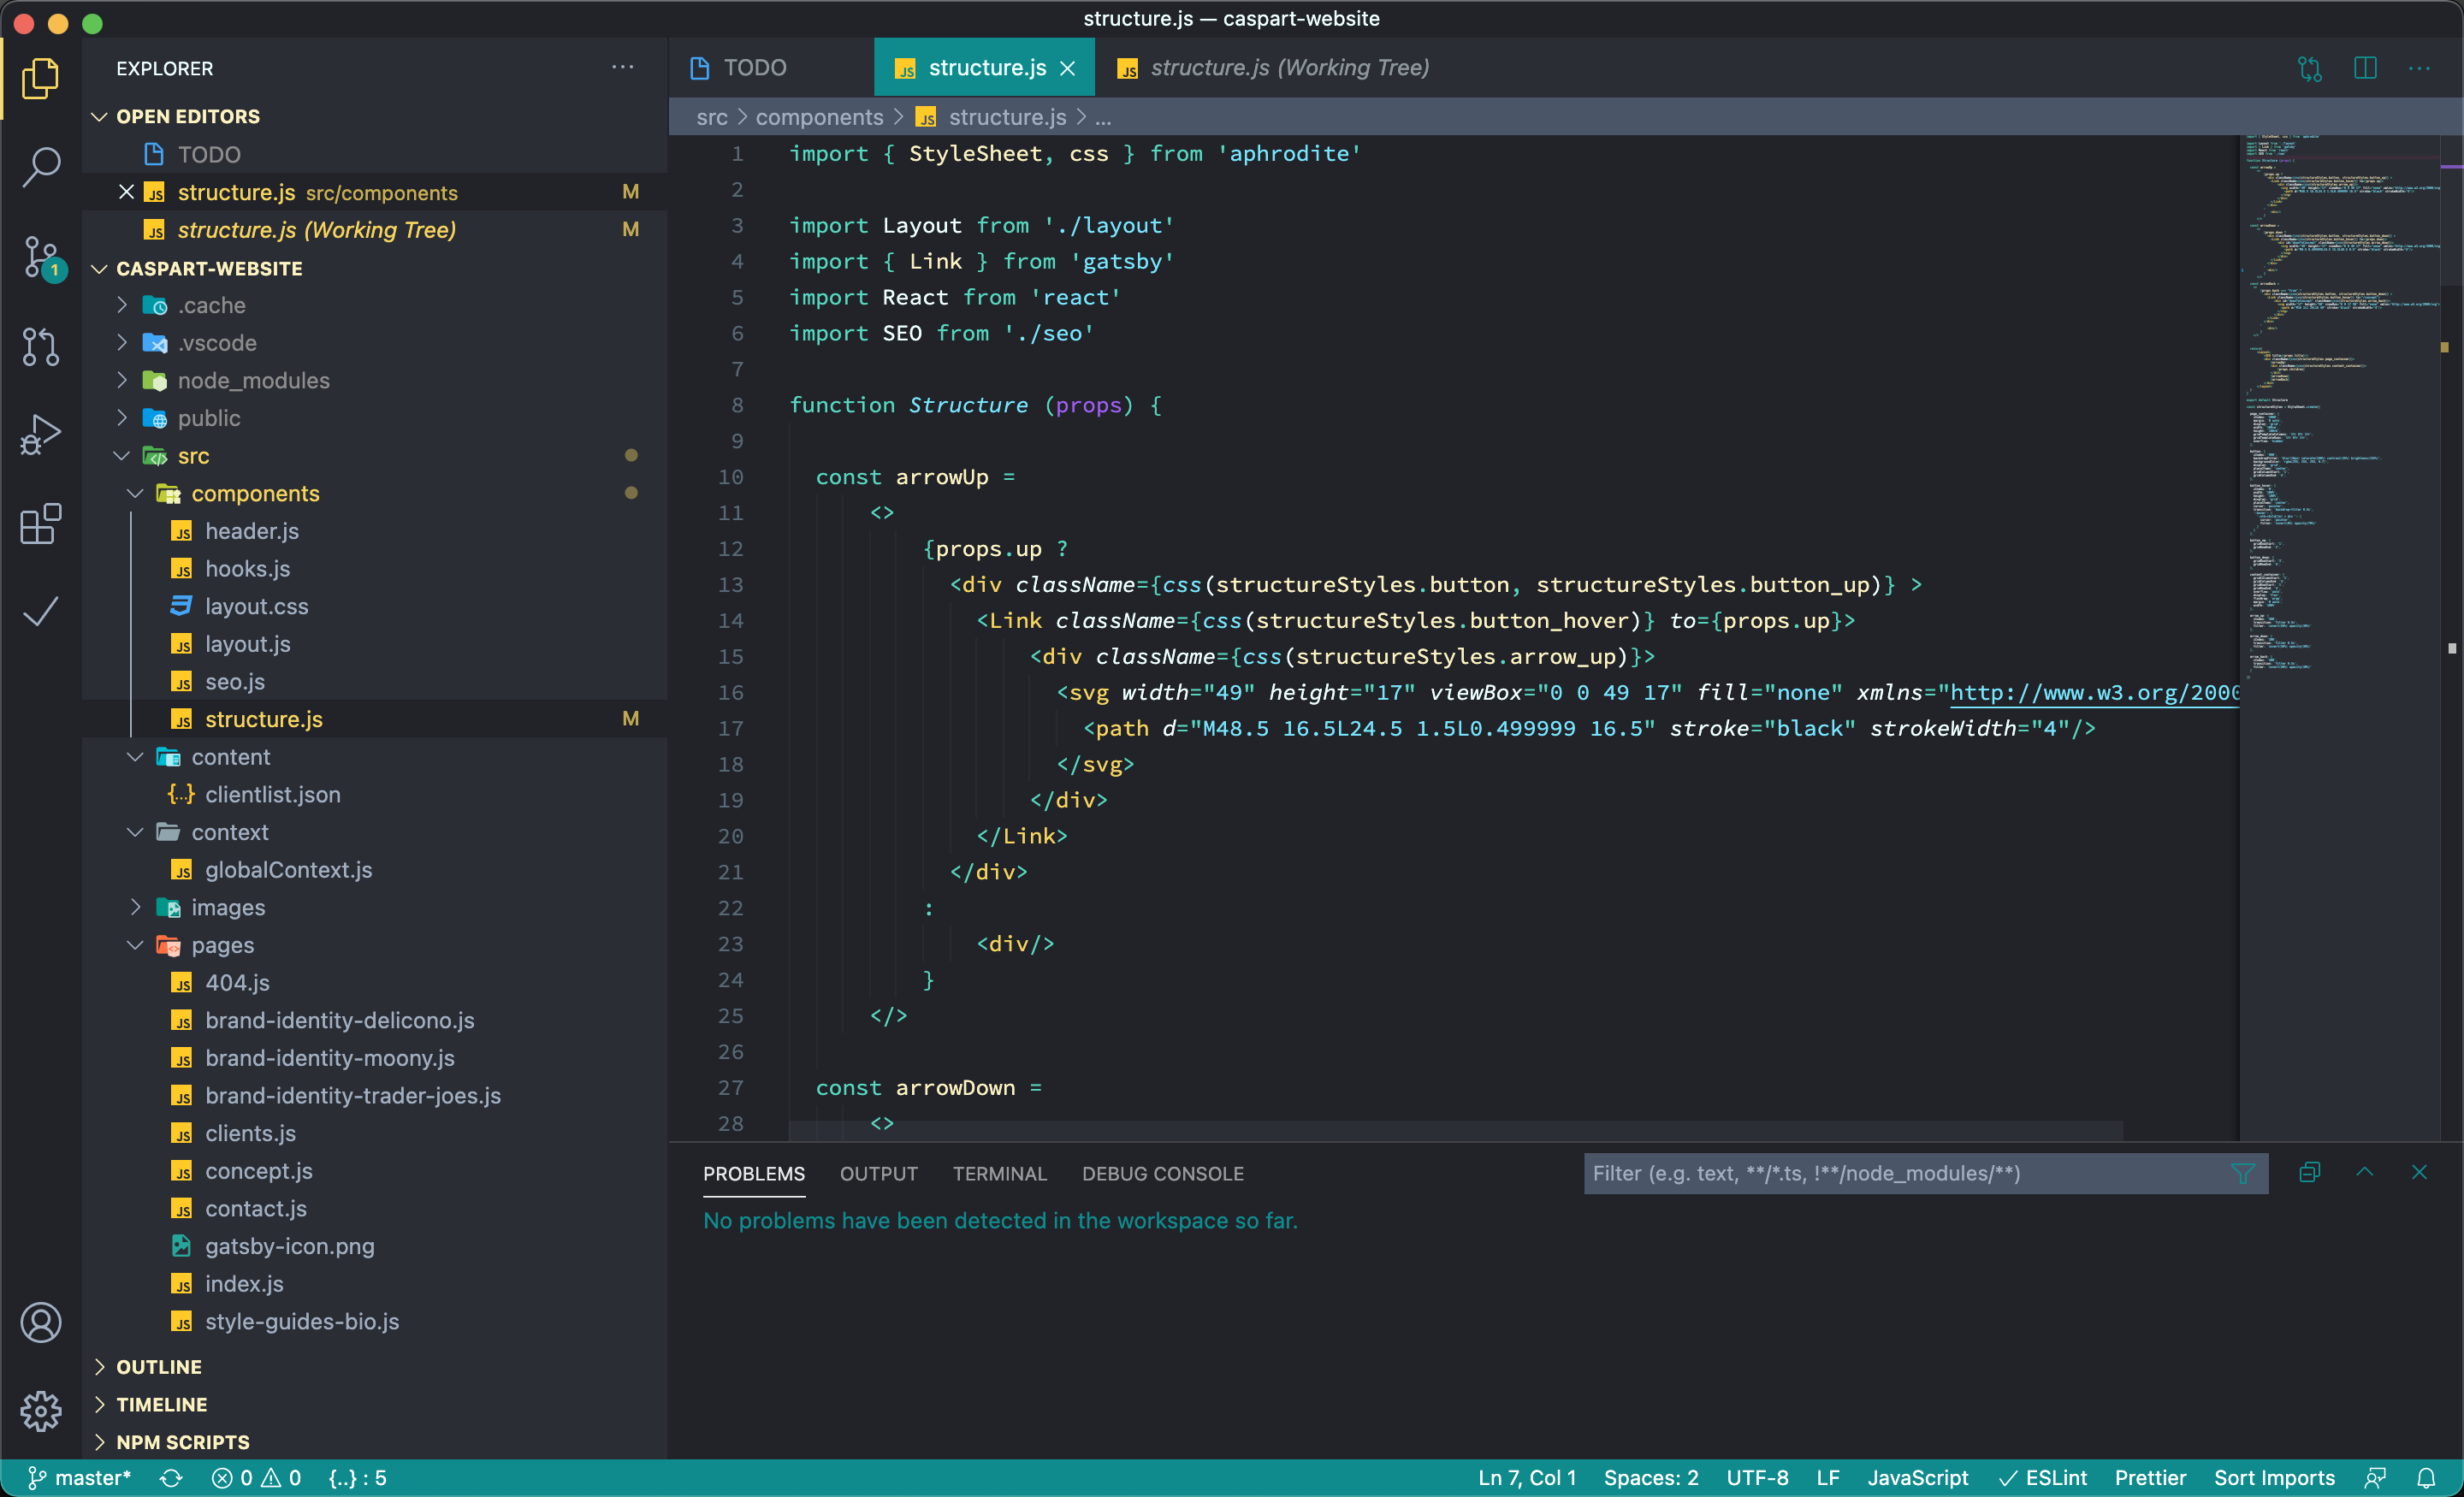 structure.js — caspart-website
EXPLORER
OPEN EDITORS
TODO
structure.js src/components M
structure.js (Working Tree) M
CASPART-WEBSITE
.cache
.vscode
node_modules
public
src
components
header.js
hooks.js
layout.css
layout.js
seo.js
structure.js M
content
clientlist.json
context
globalContext.js
images
pages
404.js
brand-identity-delicono.js
brand-identity-moony.js
brand-identity-trader-joes.js
clients.js
concept.js
contact.js
gatsby-icon.png
index.js
style-guides-bio.js
OUTLINE
TIMELINE
NPM SCRIPTS
1
TODO structure.js structure.js (Working Tree)
src > components > structure.js > ...
1 import { StyleSheet, css } from 'aphrodite'
2
3 import Layout from './layout'
4 import { Link } from 'gatsby'
5 import React from 'react'
6 import SEO from './seo'
7
8 function Structure (props) {
9
10 const arrowUp =
11 <>
12 {props.up ?
13 <div className={css(structureStyles.button, structureStyles.button_up)} >
14 <Link className={css(structureStyles.button_hover)} to={props.up}>
15 <div className={css(structureStyles.arrow_up)}>
16 <svg width="49" height="17" viewBox="0 0 49 17" fill="none" xmlns="http://www.w3.org/2000
17 <path d="M48.5 16.5L24.5 1.5L0.499999 16.5" stroke="black" strokeWidth="4"/>
18 </svg>
19 </div>
20 </Link>
21 </div>
22 :
23 <div/>
24 }
25 </>
26
27 const arrowDown =
28 <>
PROBLEMS OUTPUT TERMINAL DEBUG CONSOLE Filter (e.g. text, **/*.ts, !**/node_modules/**)
No problems have been detected in the workspace so far.
master* 0 0 {..} : 5 Ln 7, Col 1 Spaces: 2 UTF-8 LF JavaScript ESLint Prettier Sort Imports